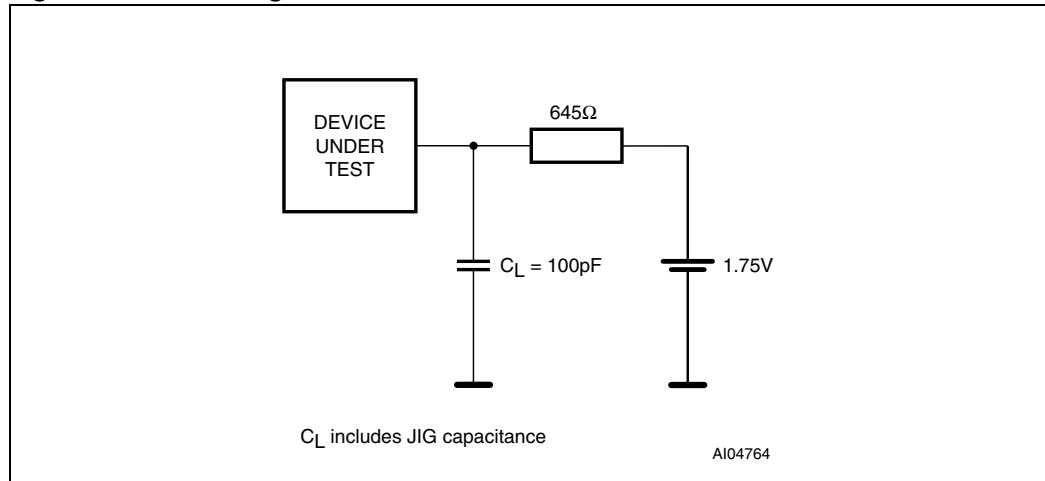 DEVICE
UNDER
TEST
645Ω
CL = 100pF
1.75V
CL includes JIG capacitance
AI04764